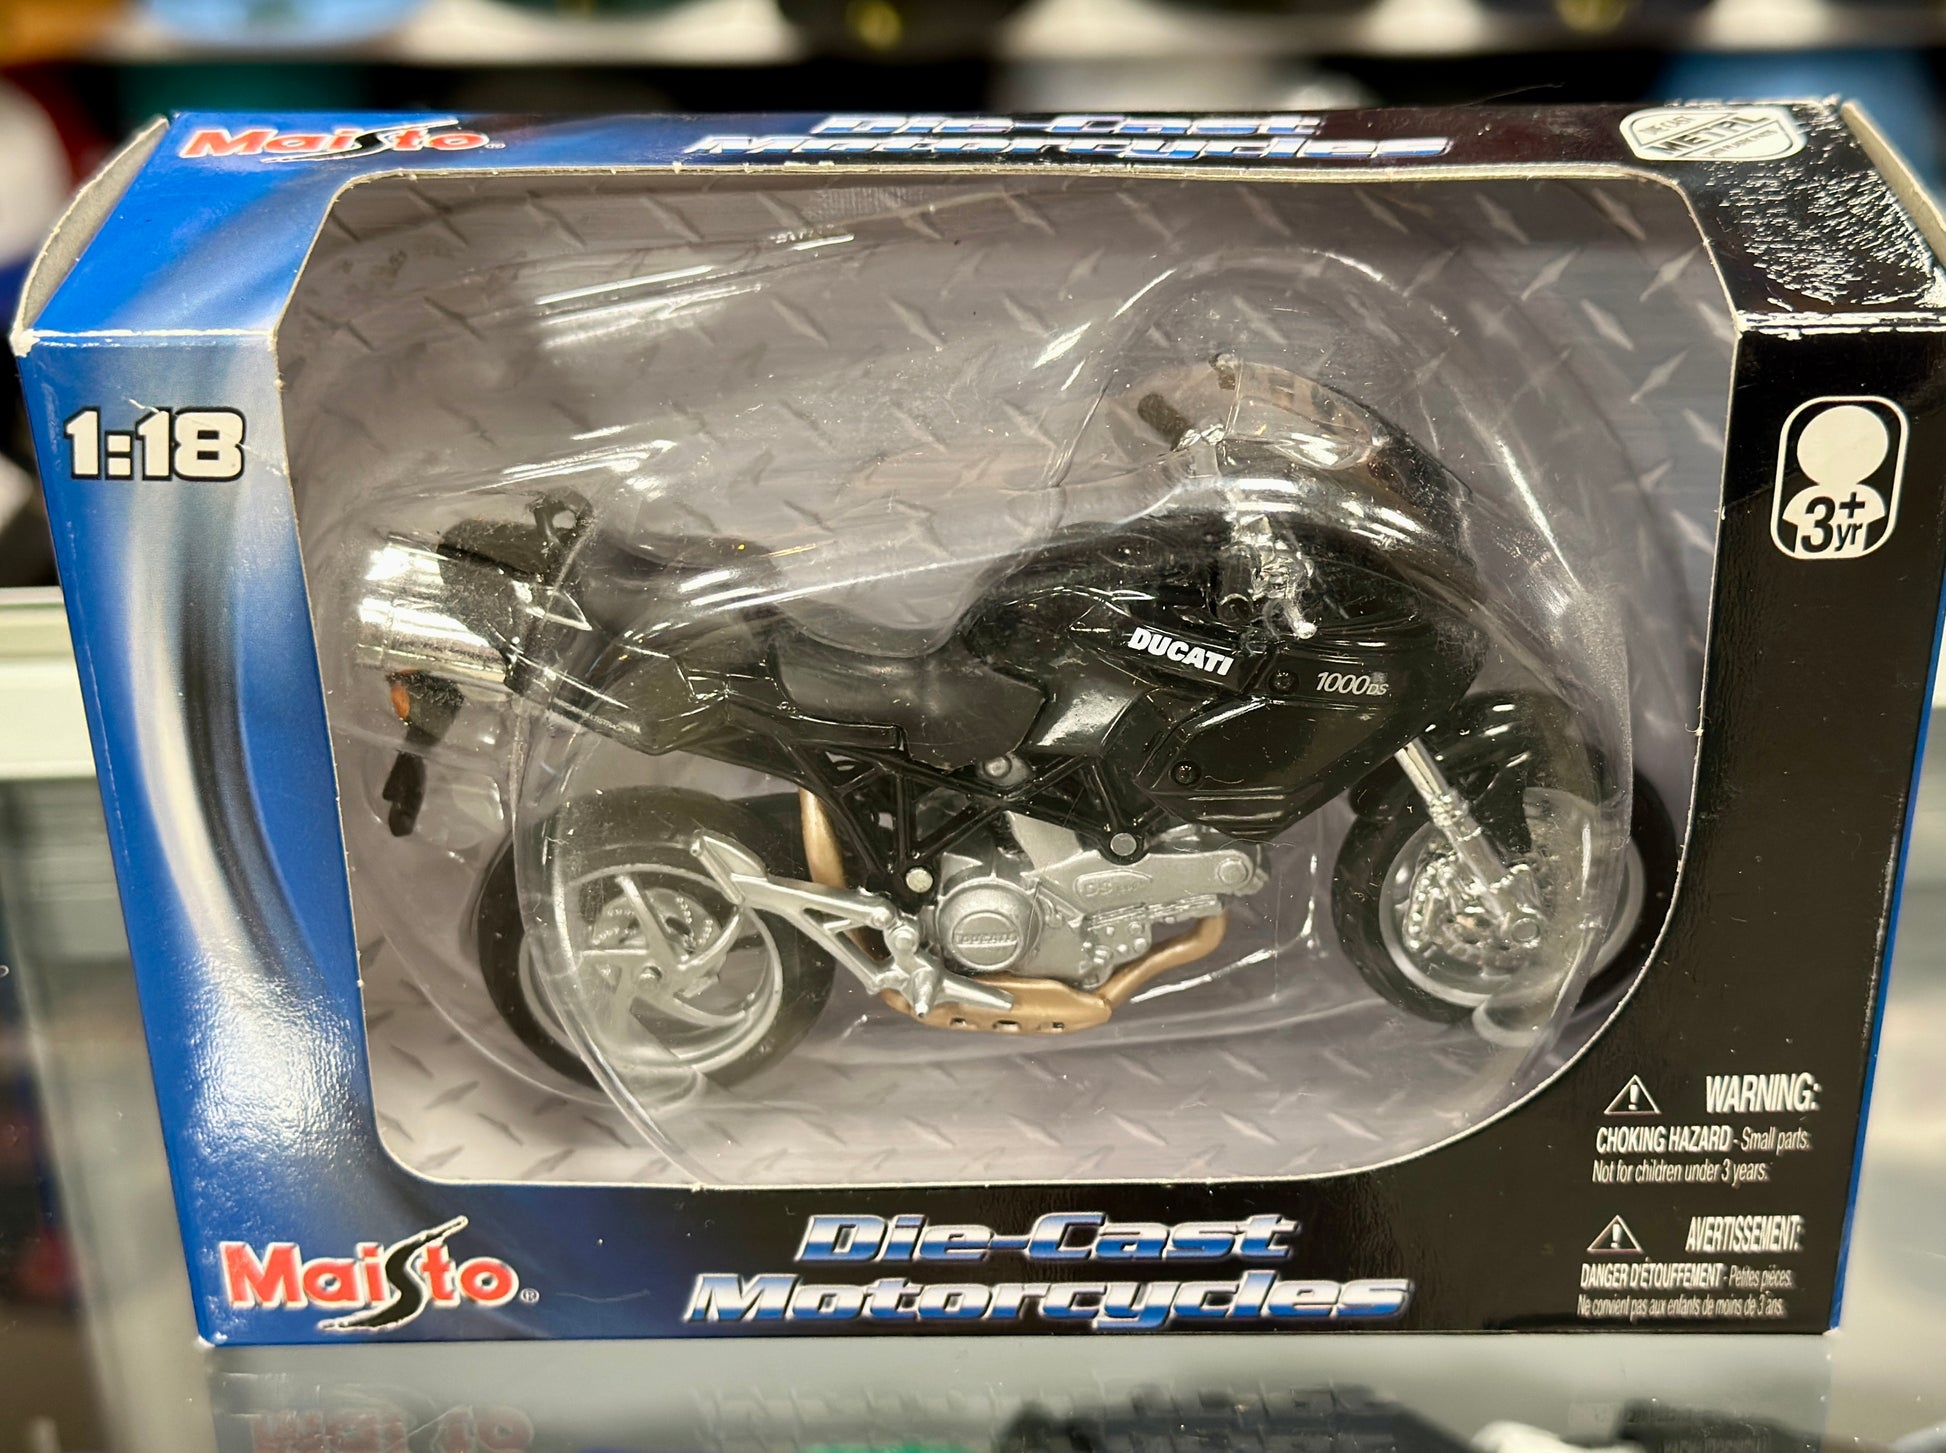 Maisto
Die-Cast
Motorcycles
METAL
1:18
3+
yr
DUCATI
1000DS
DUCATI
WARNING:
CHOKING HAZARD - Small parts.
Not for children under 3 years.
AVERTISSEMENT:
DANGER D'ÉTOUFFEMENT - Petites pièces.
Ne convient pas aux enfants de moins de 3 ans.
Maisto®
Die-Cast
Motorcycles